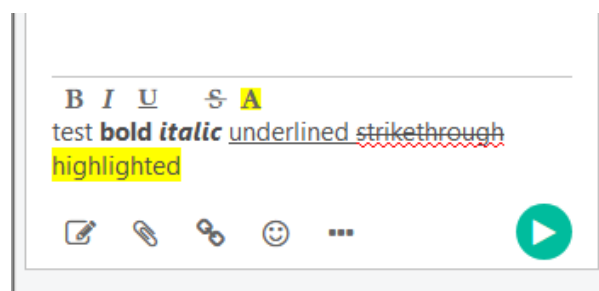 B I U S A
test bold italic underlined strikethrough
highlighted